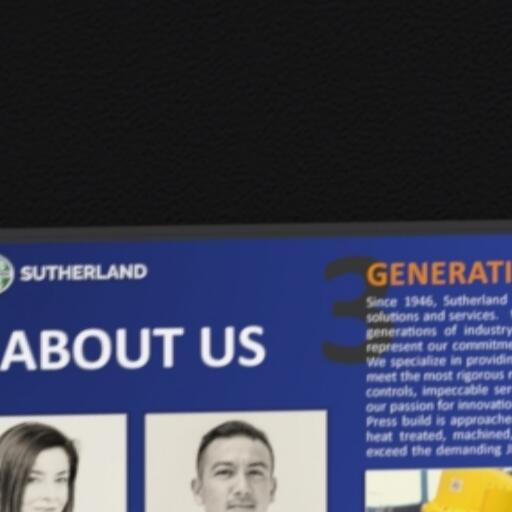 SUTHERLAND
ABOUT US
3
GENERATI
Since 1946, Sutherland
solutions and services.
generations of industry
represent our commitme
We specialize in providin
meet the most rigorous
controls, impeccable ser
our passion for innovatio
Press build is approache
heat treated, machined,
exceed the demanding J